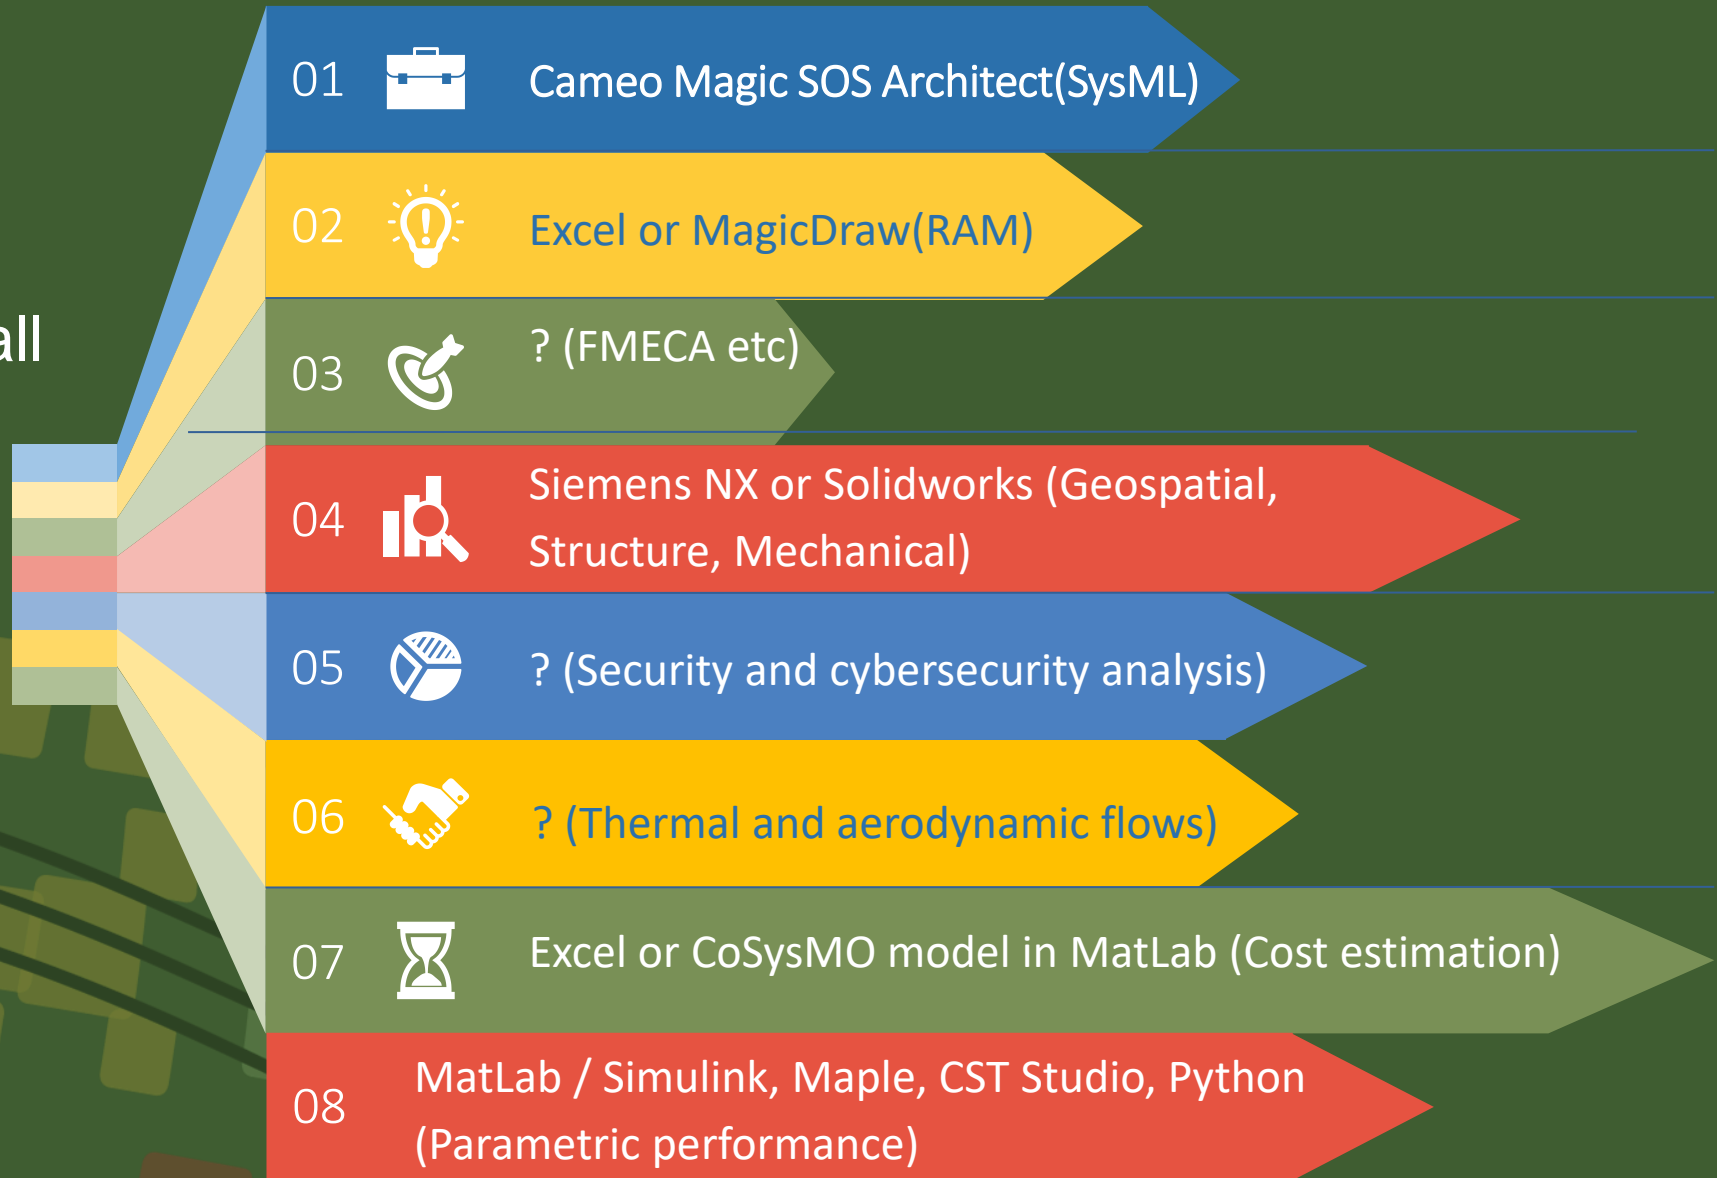 all
01 Cameo Magic SOS Architect(SysML)
02 Excel or MagicDraw(RAM)
03 ? (FMECA etc)
04 Siemens NX or Solidworks (Geospatial,
Structure, Mechanical)
05 ? (Security and cybersecurity analysis)
06 ? (Thermal and aerodynamic flows)
07 Excel or CoSysMO model in MatLab (Cost estimation)
08 MatLab / Simulink, Maple, CST Studio, Python
(Parametric performance)